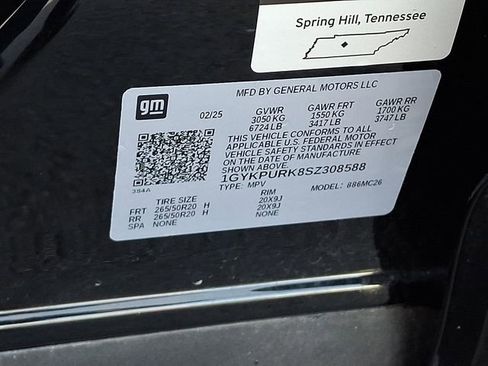 Spring Hill, Tennessee
MFD BY GENERAL MOTORS LLC
gm
02/25 GVWR GAWR FRT GAWR RR
3050 KG 1550 KG 1700 KG
6724 LB 3417 LB 3747 LB
THIS VEHICLE CONFORMS TO ALL
APPLICABLE U.S. FEDERAL MOTOR
VEHICLE SAFETY STANDARDS IN EFFECT
ON THE DATE OF MANUFACTURE
SHOWN ABOVE.
1GYKPURK8SZ308588
384A
TYPE: MPV MODEL: 886MC26
TIRE SIZE RIM
FRT 265/50R20 H 20X9J
RR 265/50R20 H 20X9J
SPA NONE NONE